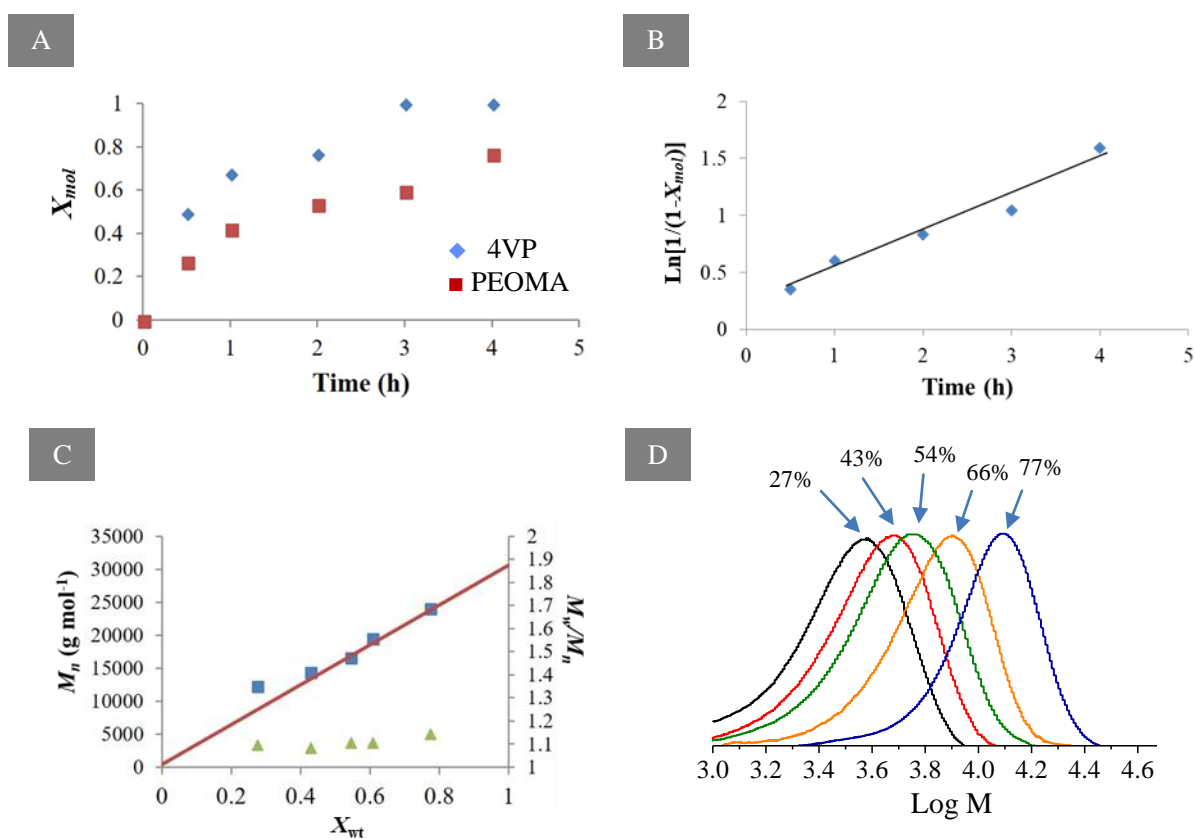 A
1
0.8
0.6
0.4
0.2
0
X_mol
0 1 2 3 4 5
Time (h)
4VP
PEOMA
B
2
1.5
1
0.5
0
Ln[1/(1-X_mol)]
0 1 2 3 4 5
Time (h)
C
35000
30000
25000
20000
15000
10000
5000
0
M_n (g mol⁻¹)
2
1.9
1.8
1.7
1.6
1.5
1.4
1.3
1.2
1.1
1
M_w/M_n
0 0.2 0.4 0.6 0.8 1
X_wt
D
27% 43% 54% 66% 77%
3.0 3.2 3.4 3.6 3.8 4.0 4.2 4.4 4.6
Log M